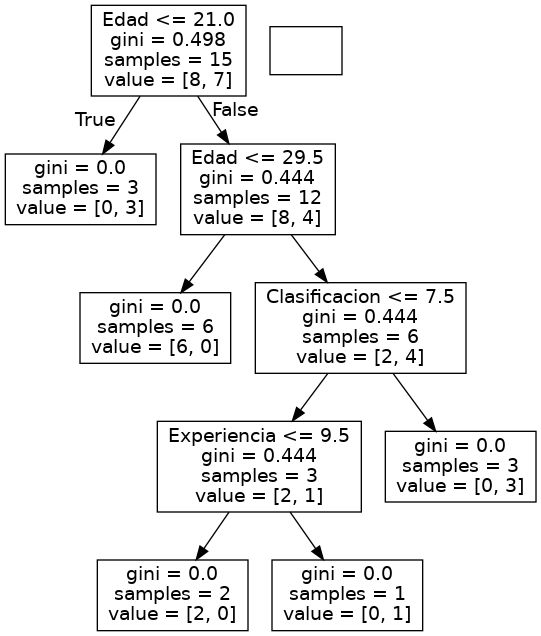 Edad <= 21.0
gini = 0.498
samples = 15
value = [8, 7]
True
False
gini = 0.0
samples = 3
value = [0, 3]
Edad <= 29.5
gini = 0.444
samples = 12
value = [8, 4]
gini = 0.0
samples = 6
value = [6, 0]
Clasificacion <= 7.5
gini = 0.444
samples = 6
value = [2, 4]
Experiencia <= 9.5
gini = 0.444
samples = 3
value = [2, 1]
gini = 0.0
samples = 3
value = [0, 3]
gini = 0.0
samples = 2
value = [2, 0]
gini = 0.0
samples = 1
value = [0, 1]